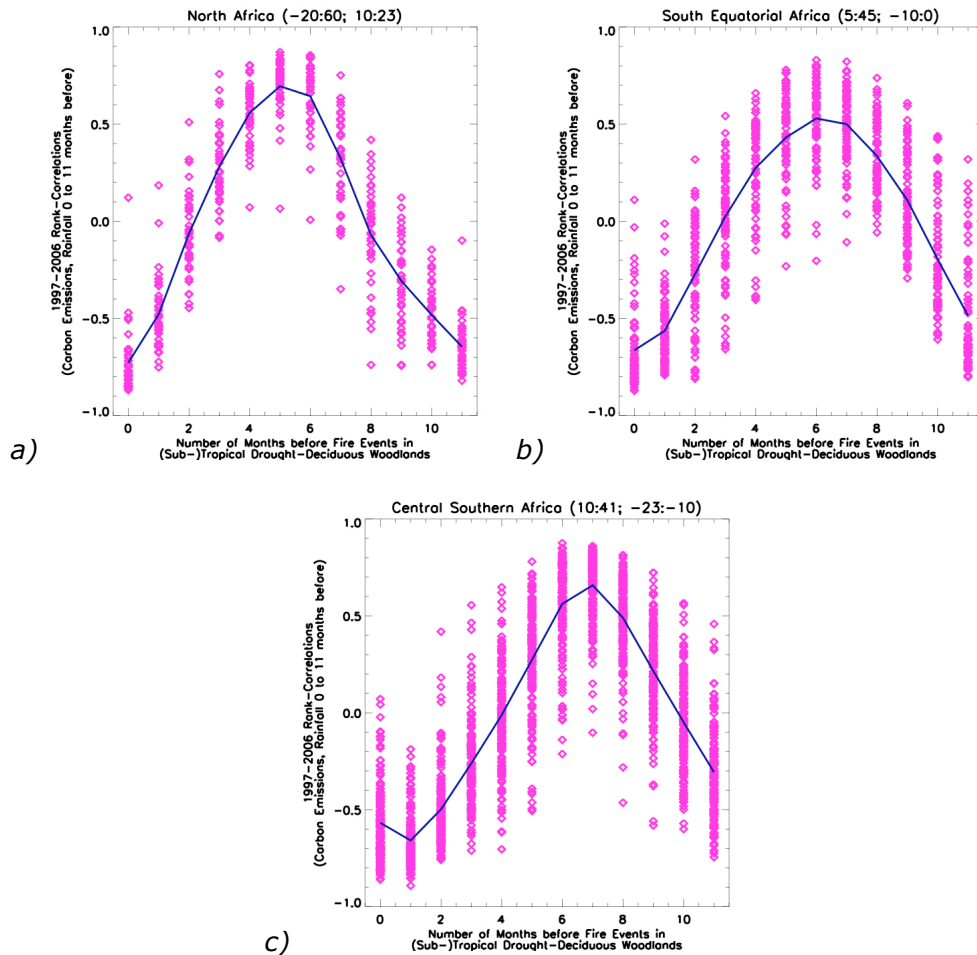 North Africa (−20:60; 10:23)
1997−2006 Rank−Correlations
(Carbon Emissions, Rainfall 0 to 11 months before)
1.0
0.5
0.0
−0.5
−1.0
0 2 4 6 8 10
Number of Months before Fire Events in
(Sub−)Tropical Drought−Deciduous Woodlands
a)
South Equatorial Africa (5:45; −10:0)
1997−2006 Rank−Correlations
(Carbon Emissions, Rainfall 0 to 11 months before)
1.0
0.5
0.0
−0.5
−1.0
0 2 4 6 8 10
Number of Months before Fire Events in
(Sub−)Tropical Drought−Deciduous Woodlands
b)
Central Southern Africa (10:41; −23:−10)
1997−2006 Rank−Correlations
(Carbon Emissions, Rainfall 0 to 11 months before)
1.0
0.5
0.0
−0.5
−1.0
0 2 4 6 8 10
Number of Months before Fire Events in
(Sub−)Tropical Drought−Deciduous Woodlands
c)